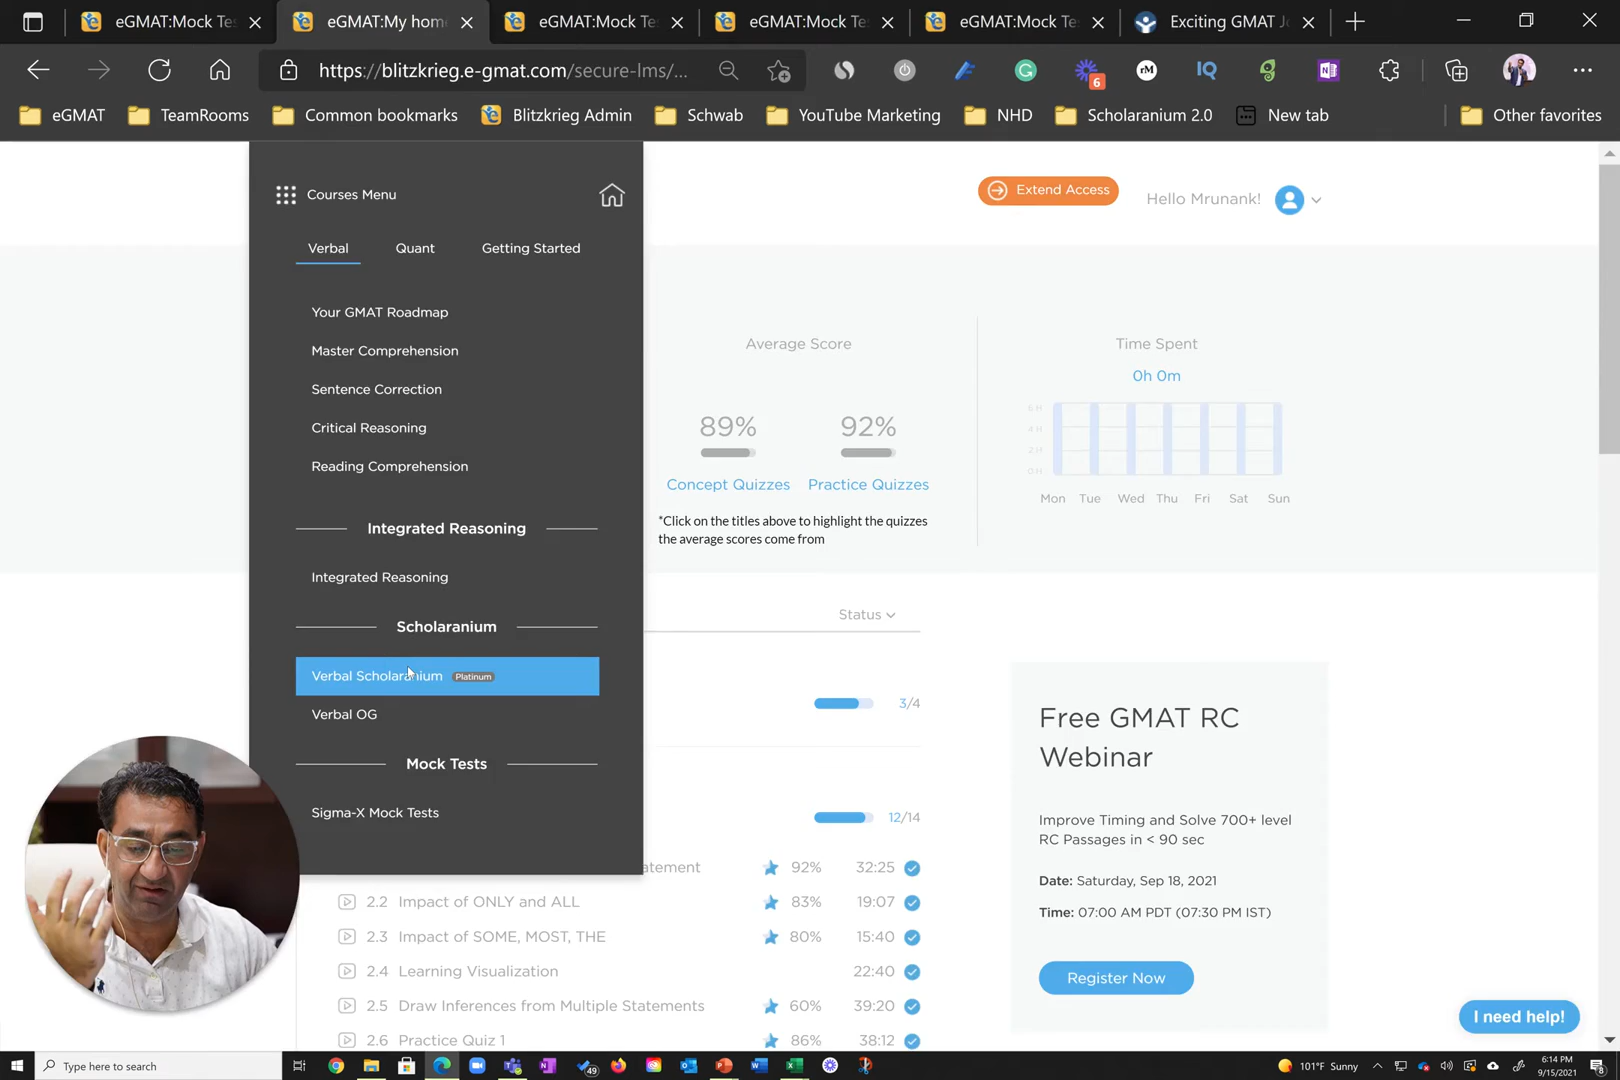 eGMAT:Mock Te
eGMAT:My hom
eGMAT:Mock Te
eGMAT:Mock Te
eGMAT:Mock Te
Exciting GMAT Jo
https://blitzkrieg.e-gmat.com/secure-lms/...
6
rM
IQ
N
eGMAT
TeamRooms
Common bookmarks
Blitzkrieg Admin
Schwab
YouTube Marketing
NHD
Scholaranium 2.0
New tab
Other favorites
Courses Menu
Extend Access
Hello Mrunank!
Verbal
Quant
Getting Started
Your GMAT Roadmap
Master Comprehension
Sentence Correction
Critical Reasoning
Reading Comprehension
Integrated Reasoning
Integrated Reasoning
Scholaranium
Verbal Scholaranium Platinum
Verbal OG
Mock Tests
Sigma-X Mock Tests
Average Score
89%
92%
Concept Quizzes
Practice Quizzes
*Click on the titles above to highlight the quizzes
the average scores come from
Time Spent
0h 0m
6 H
4 H
2 H
0 H
Mon Tue Wed Thu Fri Sat Sun
Status
3/4
12/14
atement 92% 32:25
2.2 Impact of ONLY and ALL 83% 19:07
2.3 Impact of SOME, MOST, THE 80% 15:40
2.4 Learning Visualization 22:40
2.5 Draw Inferences from Multiple Statements 60% 39:20
2.6 Practice Quiz 1 86% 38:12
Free GMAT RC
Webinar
Improve Timing and Solve 700+ level
RC Passages in < 90 sec
Date: Saturday, Sep 18, 2021
Time: 07:00 AM PDT (07:30 PM IST)
Register Now
I need help!
Type here to search
49
101°F Sunny
6:14 PM
9/15/2021
8